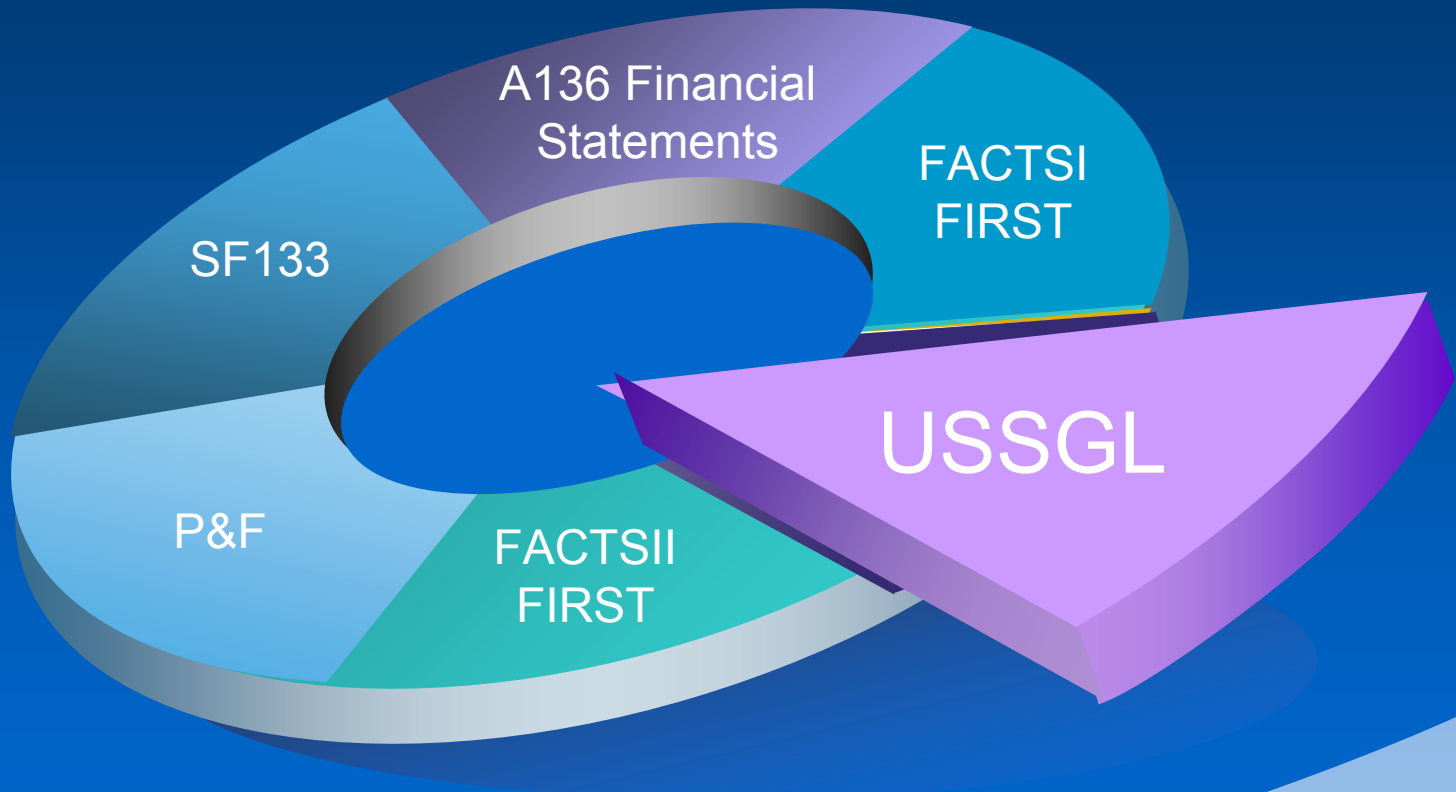 A136 Financial
Statements
FACTSI
FIRST
SF133
USSGL
P&F
FACTSII
FIRST